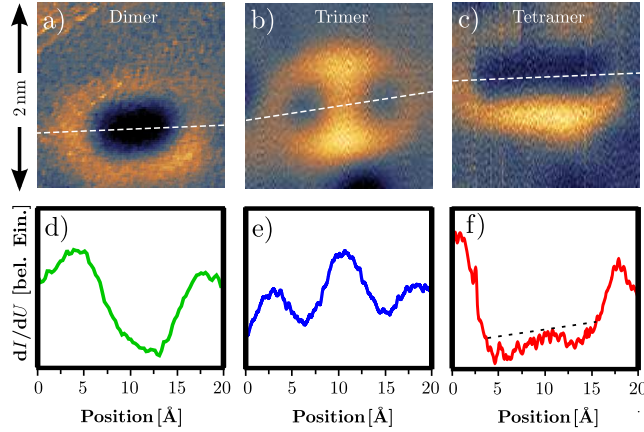 a) Dimer
b) Trimer
c) Tetramer
2 nm
d)
e)
f)
dI/dU [bel. Ein.]
0 5 10 15 20
0 5 10 15 20
0 5 10 15 20
Position [Å]
Position [Å]
Position [Å]